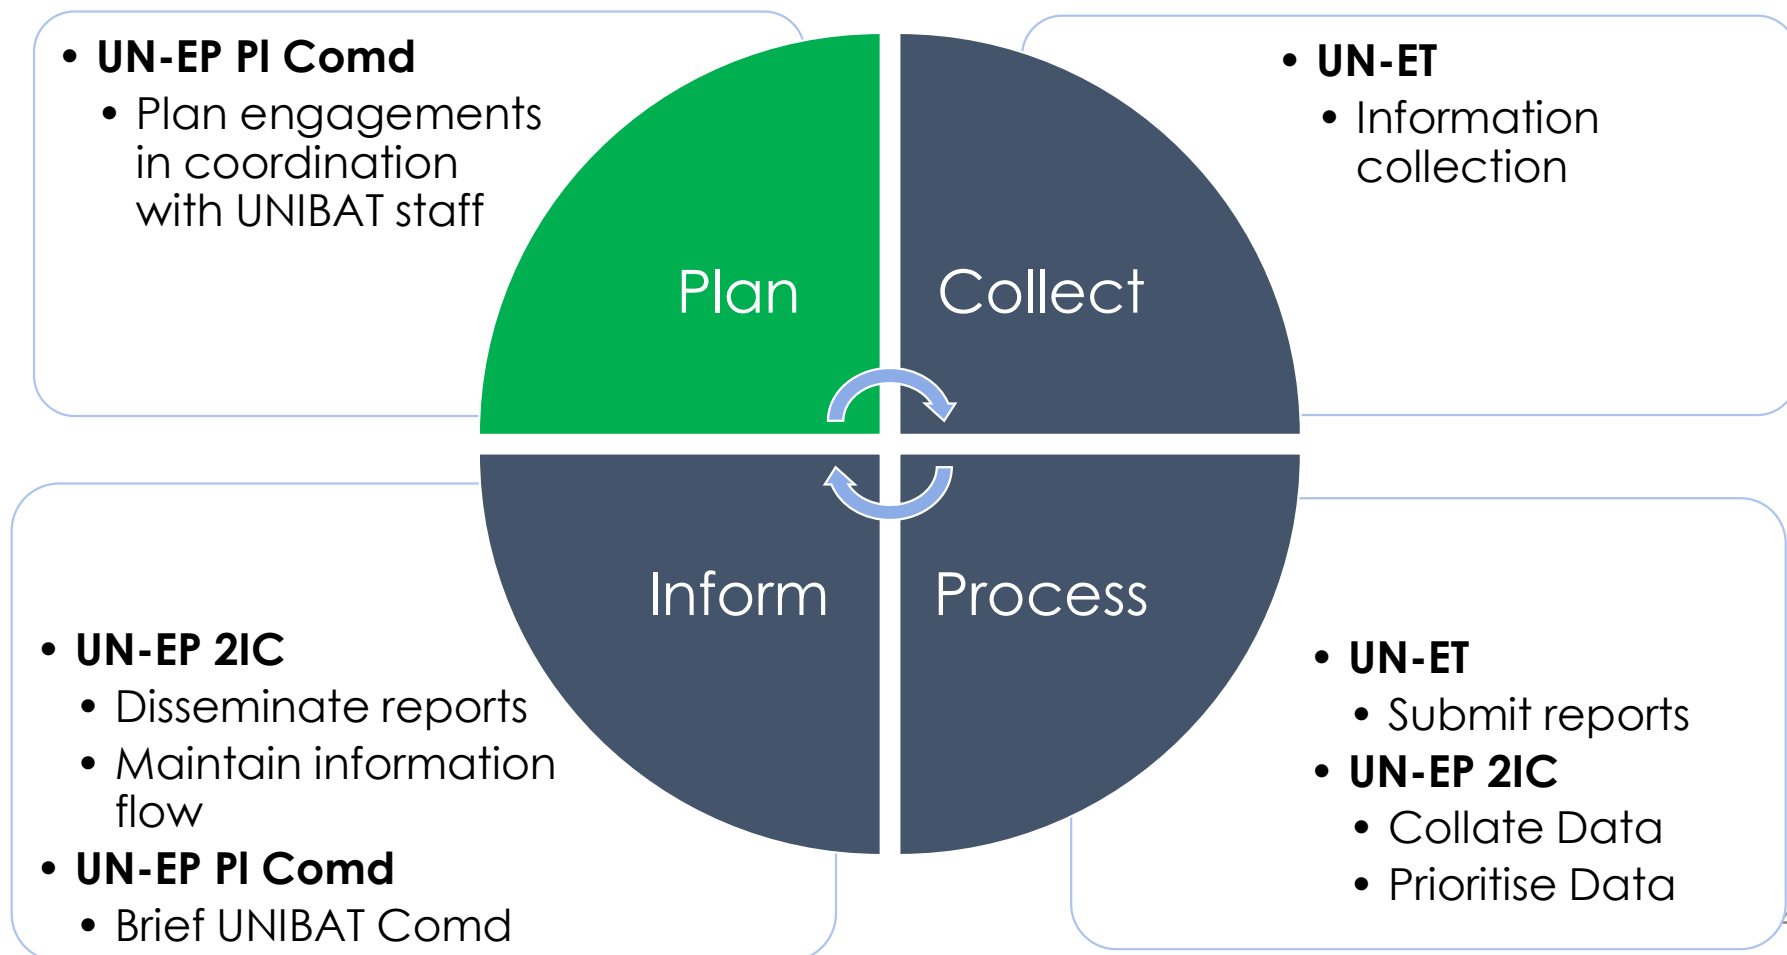 • UN-EP Pl Comd
• Plan engagements
in coordination
with UNIBAT staff
• UN-ET
• Information
collection
Plan
Collect
Inform
Process
• UN-EP 2IC
• Disseminate reports
• Maintain information
flow
• UN-EP Pl Comd
• Brief UNIBAT Comd
• UN-ET
• Submit reports
• UN-EP 2IC
• Collate Data
• Prioritise Data